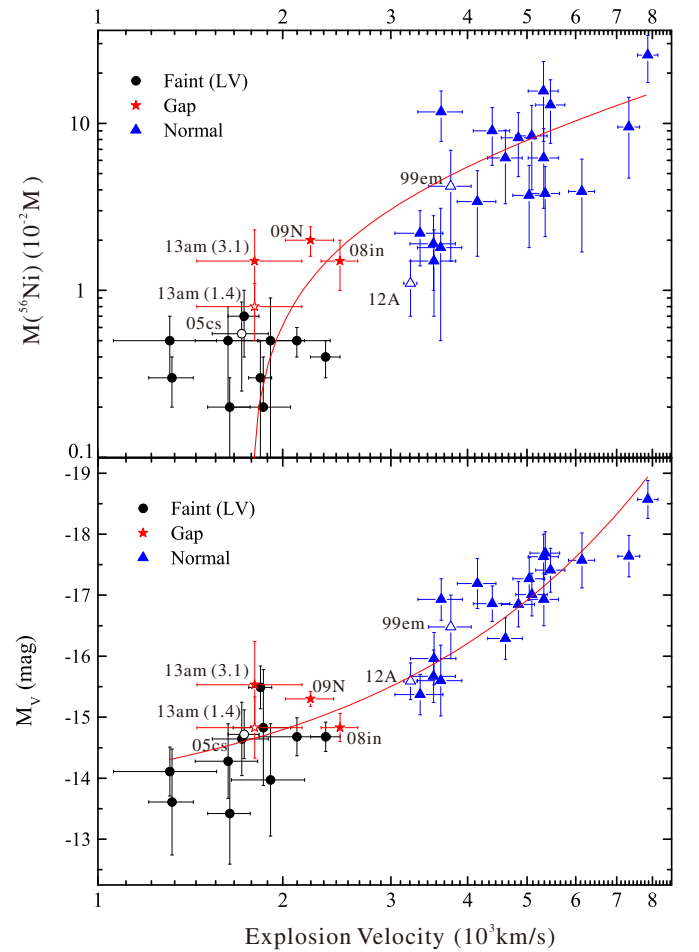 1 2 3 4 5 6 7 8
Faint (LV)
Gap
Normal
10
1
0.1
M(⁵⁶Ni) (10⁻²M)
99em
09N
13am (3.1)
08in
13am (1.4)
12A
05cs
-19
-18
-17
-16
-15
-14
-13
M_V (mag)
Faint (LV)
Gap
Normal
99em
13am (3.1)
12A
09N
13am (1.4)
05cs
08in
1 2 3 4 5 6 7 8
Explosion Velocity (10³km/s)